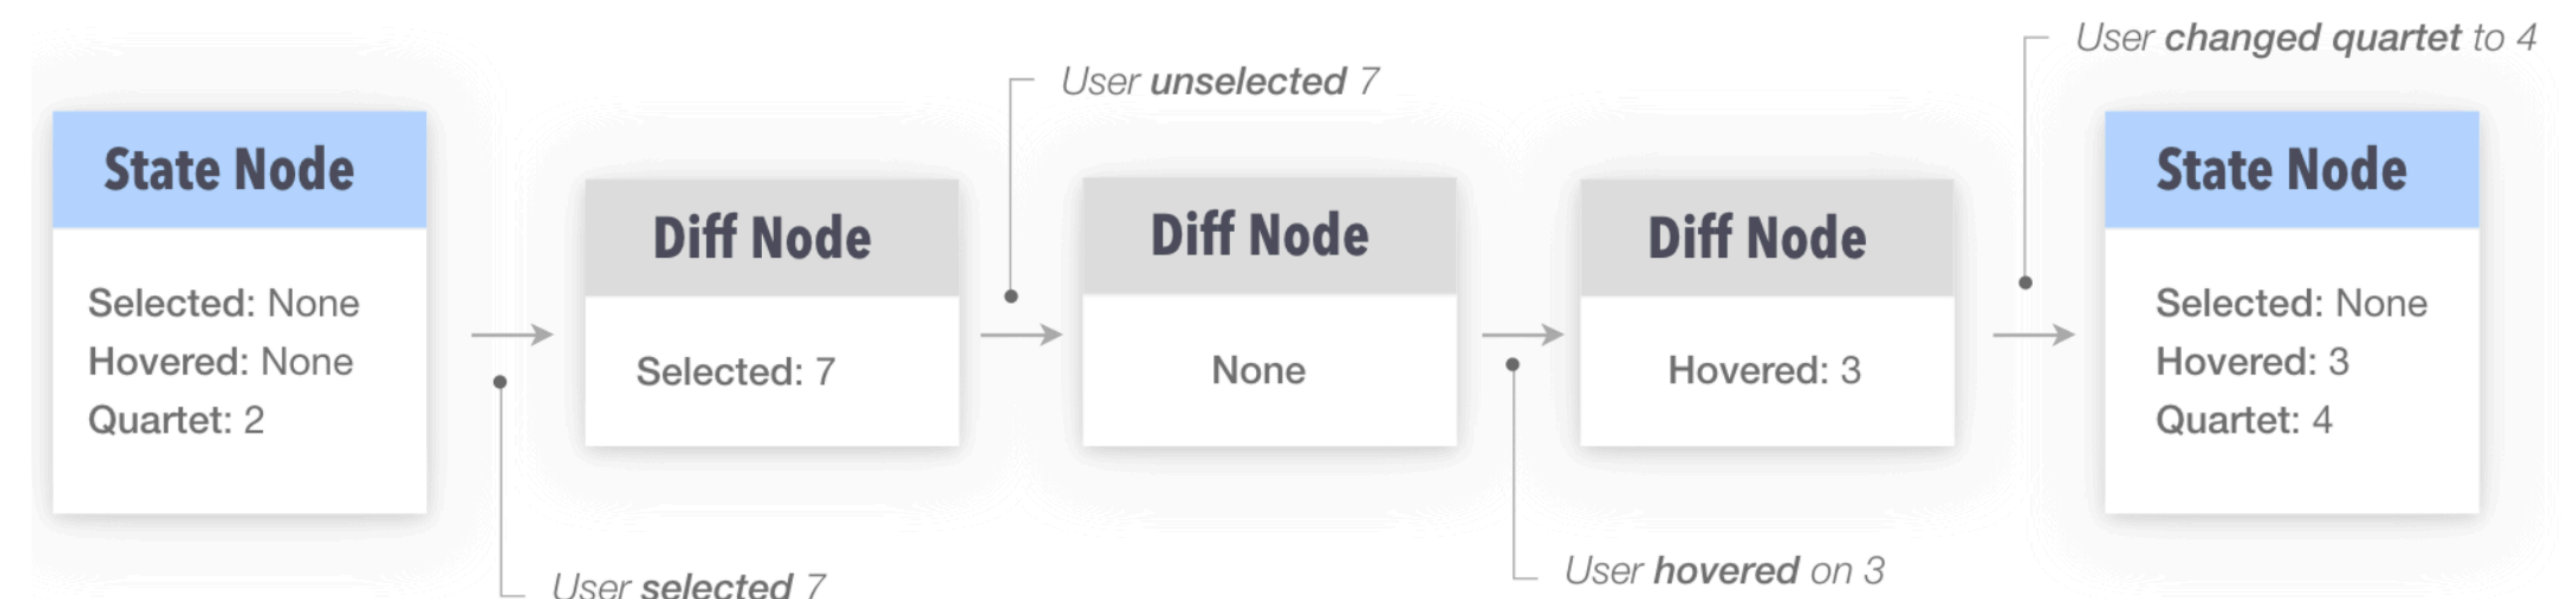 User changed quartet to 4
User unselected 7
State Node
Selected: None
Hovered: None
Quartet: 2
User selected 7
Diff Node
Selected: 7
Diff Node
None
User hovered on 3
Diff Node
Hovered: 3
State Node
Selected: None
Hovered: 3
Quartet: 4